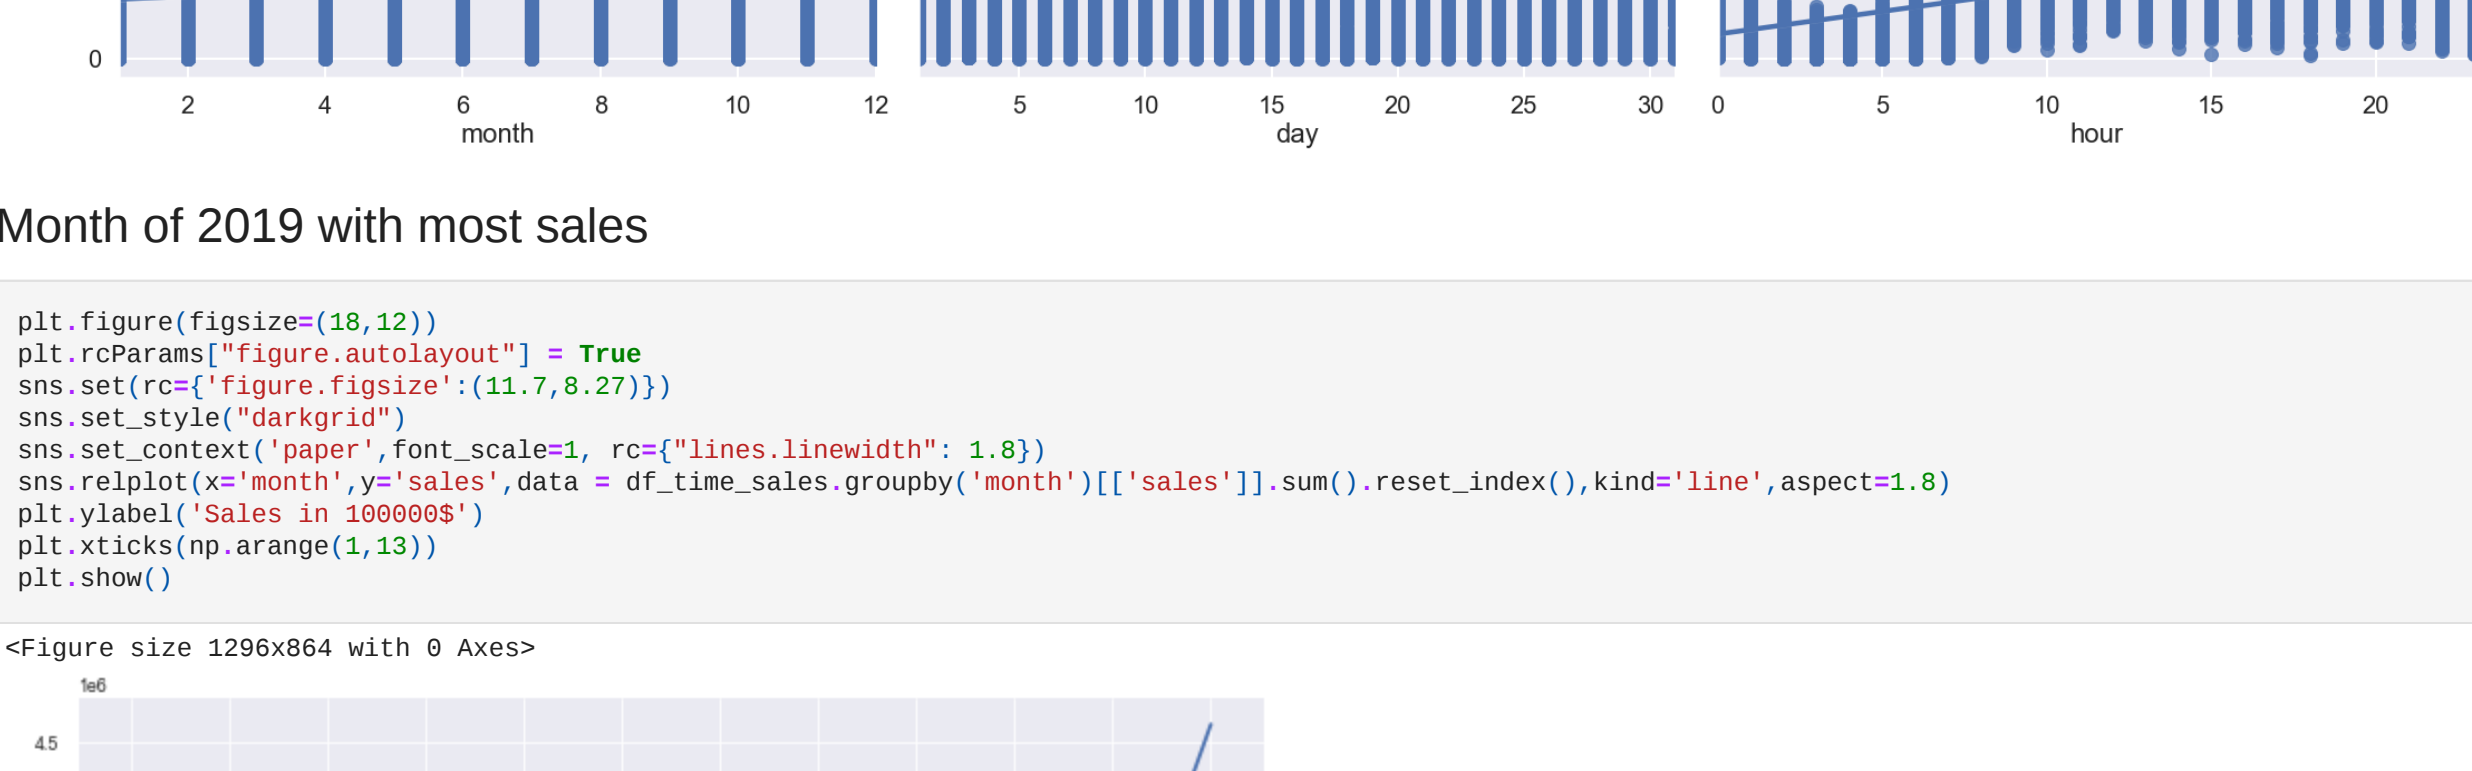 0
2 4 6 8 10 12 5 10 15 20 25 30 0 5 10 15 20
month day hour
Month of 2019 with most sales
plt.figure(figsize=(18,12))
plt.rcParams["figure.autolayout"] = True
sns.set(rc={'figure.figsize':(11.7,8.27)})
sns.set_style("darkgrid")
sns.set_context('paper',font_scale=1, rc={"lines.linewidth": 1.8})
sns.relplot(x='month',y='sales',data = df_time_sales.groupby('month')[['sales']].sum().reset_index(),kind='line',aspect=1.8)
plt.ylabel('Sales in 100000$')
plt.xticks(np.arange(1,13))
plt.show()
<Figure size 1296x864 with 0 Axes>
1e6
4.5